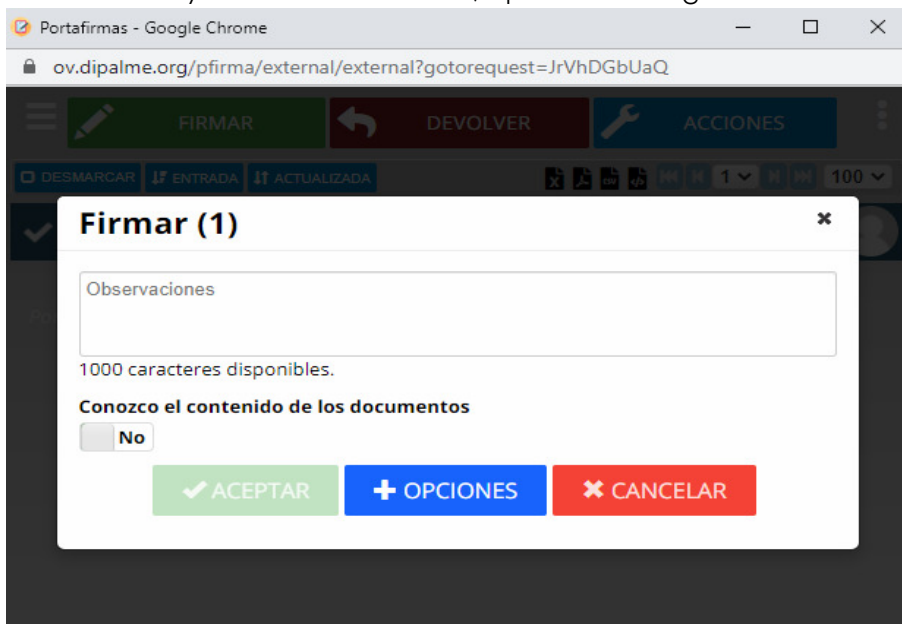 Portafirmas - Google Chrome
ov.dipalme.org/pfirma/external/external?gotorequest=JrVhDGbUaQ
FIRMAR DEVOLVER ACCIONES
DESMARCAR ENTRADA ACTUALIZADA 1 100
Firmar (1)
Observaciones
1000 caracteres disponibles.
Conozco el contenido de los documentos
No
ACEPTAR OPCIONES CANCELAR